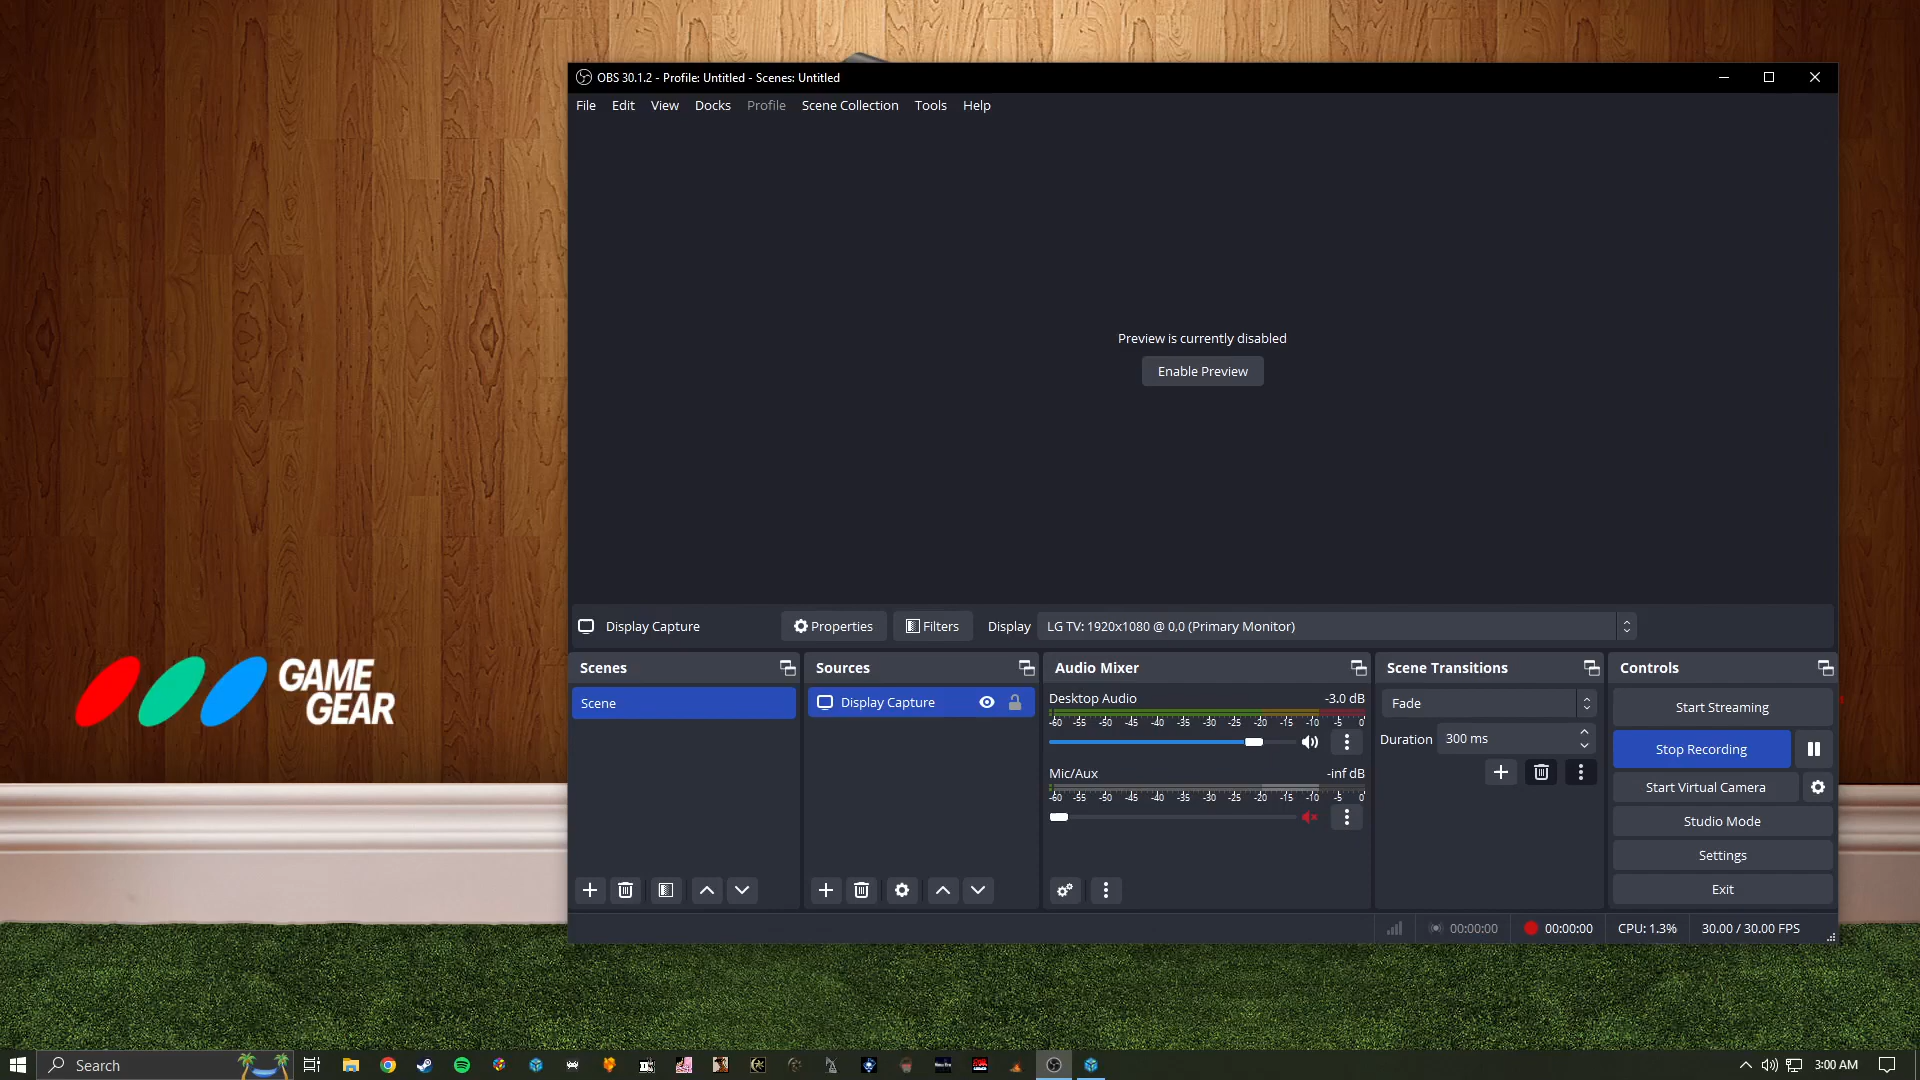 OBS 30.1.2 - Profile: Untitled - Scenes: Untitled
File Edit View Docks Profile Scene Collection Tools Help
Preview is currently disabled
Enable Preview
Display Capture Properties Filters Display LG TV: 1920x1080 @ 0,0 (Primary Monitor)
Scenes
Scene
Sources
Display Capture
Audio Mixer
Desktop Audio -3.0 dB
-60 -55 -50 -45 -40 -35 -30 -25 -20 -15 -10 -5 0
Mic/Aux -inf dB
-60 -55 -50 -45 -40 -35 -30 -25 -20 -15 -10 -5 0
Scene Transitions
Fade
Duration 300 ms
Controls
Start Streaming
Stop Recording
Start Virtual Camera
Studio Mode
Settings
Exit
00:00:00 00:00:00 CPU: 1.3% 30.00 / 30.00 FPS
GAME
GEAR
Search
3:00 AM